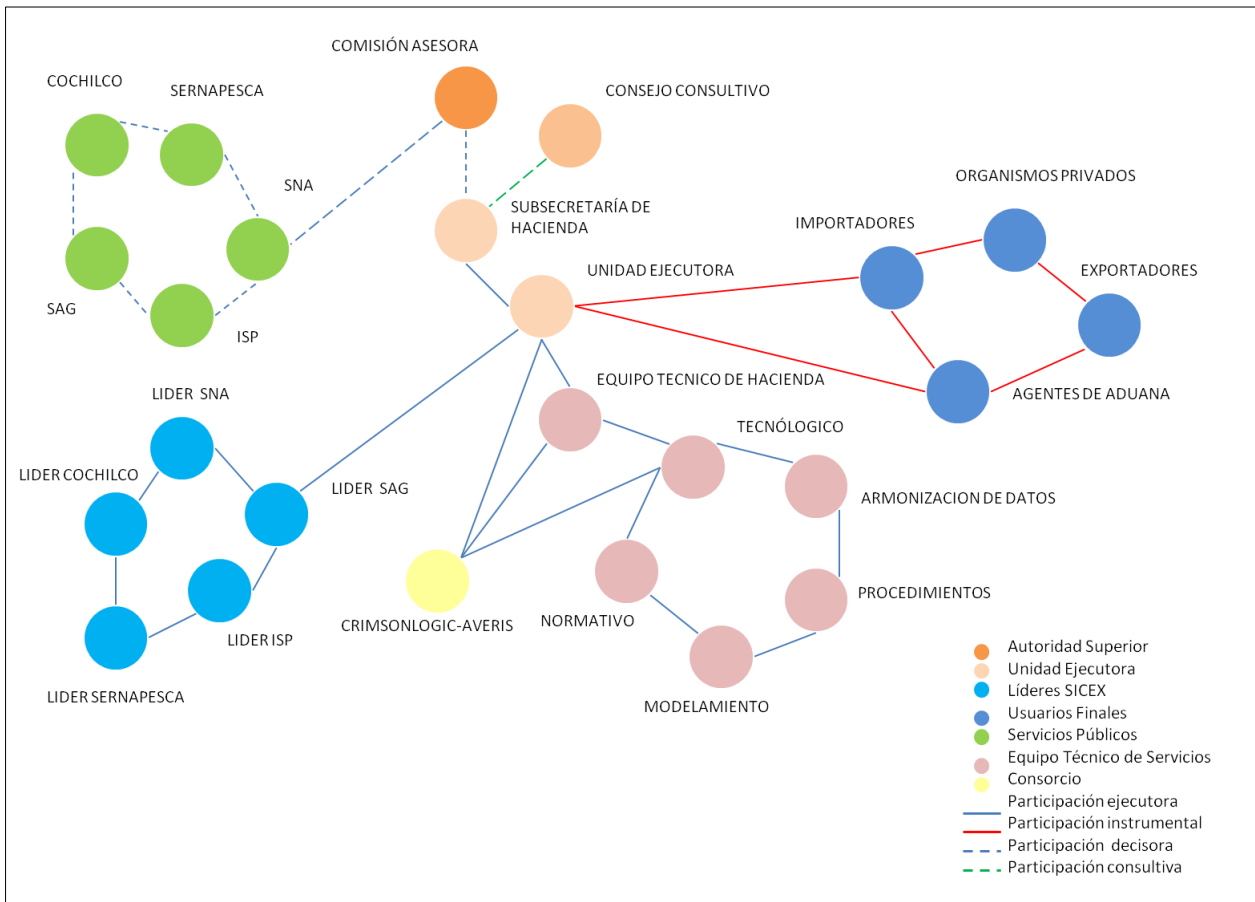 COMISIÓN ASESORA
COCHILCO
SERNAPESCA
CONSEJO CONSULTIVO
SNA
ORGANISMOS PRIVADOS
SUBSECRETARÍA DE
HACIENDA
IMPORTADORES
UNIDAD EJECUTORA
EXPORTADORES
SAG
ISP
EQUIPO TECNICO DE HACIENDA
AGENTES DE ADUANA
LIDER SNA
TECNÓLOGICO
LIDER COCHILCO
LIDER SAG
ARMONIZACION DE DATOS
PROCEDIMIENTOS
CRIMSONLOGIC-AVERIS
NORMATIVO
LIDER ISP
LIDER SERNAPESCA
MODELAMIENTO
Autoridad Superior
Unidad Ejecutora
Líderes SICEX
Usuarios Finales
Servicios Públicos
Equipo Técnico de Servicios
Consorcio
Participación ejecutora
Participación instrumental
Participación decisora
Participación consultiva